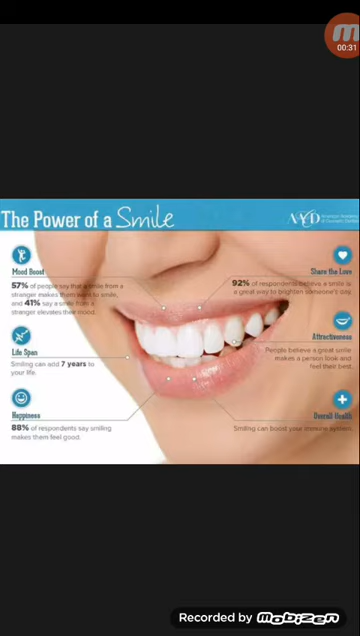 00:31
The Power of a Smile
AACD American Academy
of Cosmetic Dentistry
Mood Boost
57% of people say that a smile from a
stranger makes them want to smile,
and 41% say a smile from a
stranger elevates their mood.
Life Span
Smiling can add 7 years to
your life.
Happiness
88% of respondents say smiling
makes them feel good.
Share the Love
92% of respondents believe a smile is
a great way to brighten someone's day.
Attractiveness
People believe a great smile
makes a person look and
feel their best.
Overall Health
Smiling can boost your immune system.
Recorded by Mobizen